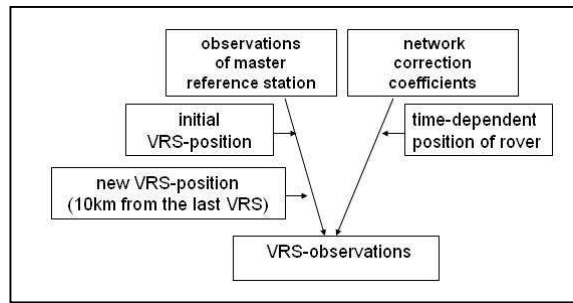 observations
of master
reference station
network
correction
coefficients
initial
VRS-position
time-dependent
position of rover
new VRS-position
(10km from the last VRS)
VRS-observations